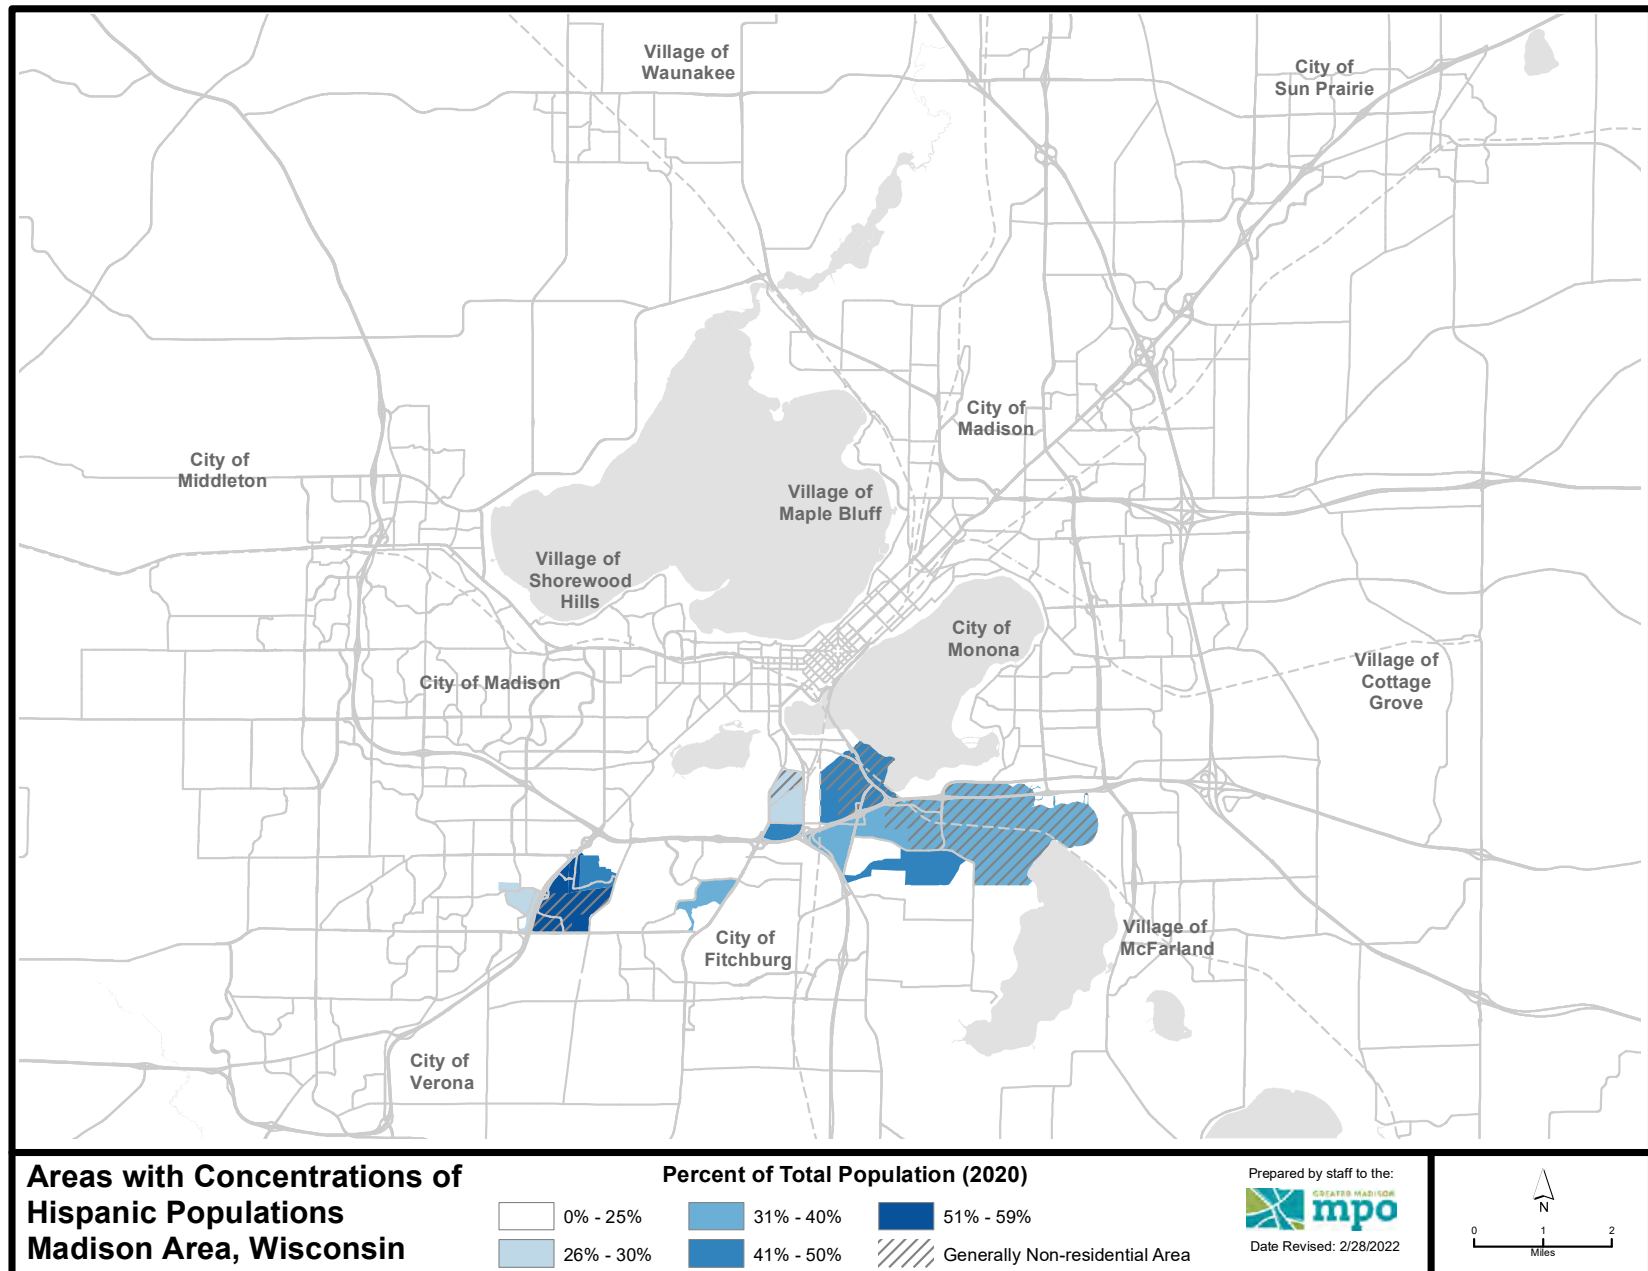 Village of
Waunakee
City of
Sun Prairie
City of
Madison
City of
Middleton
Village of
Maple Bluff
Village of
Shorewood
Hills
City of
Monona
Village of
Cottage
Grove
City of Madison
Village of
McFarland
City of
Fitchburg
City of
Verona
Areas with Concentrations of
Hispanic Populations
Madison Area, Wisconsin
Percent of Total Population (2020)
0% - 25%
31% - 40%
51% - 59%
26% - 30%
41% - 50%
Generally Non-residential Area
Prepared by staff to the:
GREATER MADISON
mpo
Date Revised: 2/28/2022
N
0 1 2
Miles